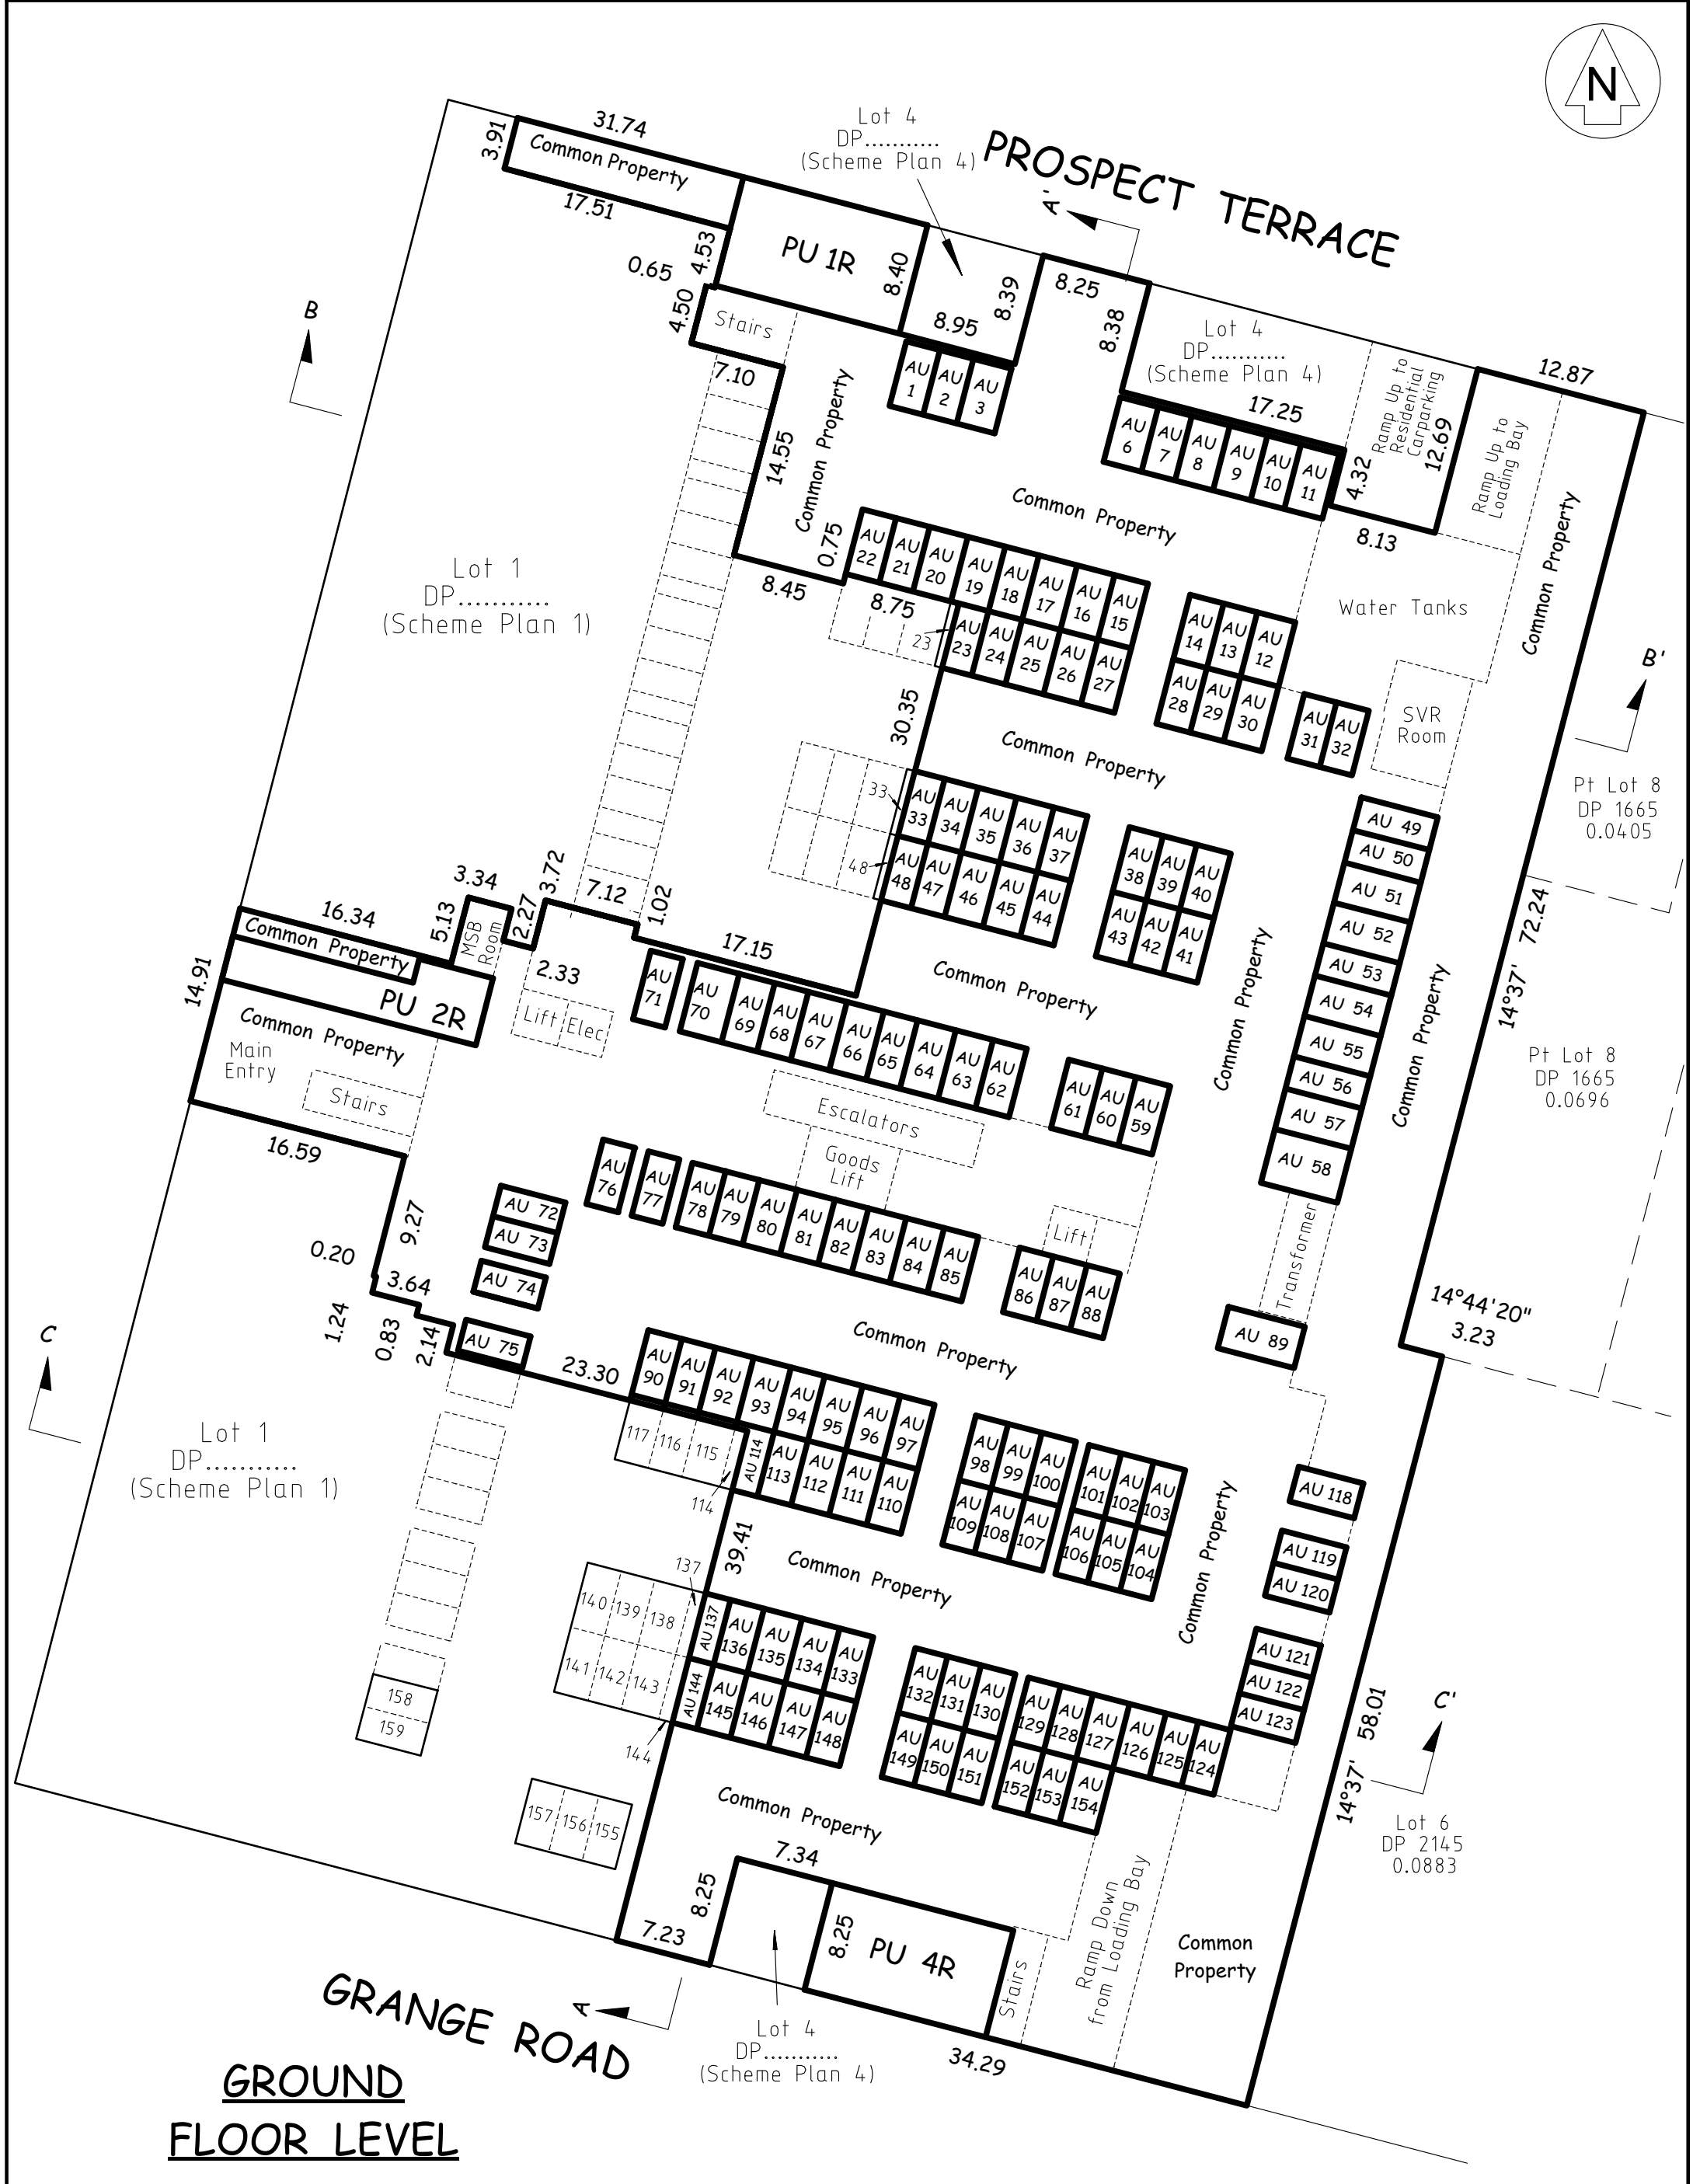 N
PROSPECT TERRACE
Lot 4
DP...........
(Scheme Plan 4)
A'
31.74
3.91
Common Property
17.51
0.65
4.53
4.50
PU 1R
8.40
8.95
8.39
8.25
8.38
Lot 4
DP...........
(Scheme Plan 4)
17.25
Ramp Up to
Residential
Carparking
12.69
4.32
8.13
12.87
Ramp Up to
Loading Bay
Common Property
Stairs
7.10
14.55
Common Property
AU 1
AU 2
AU 3
AU 6
AU 7
AU 8
AU 9
AU 10
AU 11
B
Common Property
0.75
8.45
8.75
AU 22
AU 21
AU 20
AU 19
AU 18
AU 17
AU 16
AU 15
23
AU 23
AU 24
AU 25
AU 26
AU 27
AU 14
AU 13
AU 12
AU 28
AU 29
AU 30
AU 31
AU 32
Water Tanks
SVR
Room
B'
Lot 1
DP...........
(Scheme Plan 1)
30.35
Common Property
Pt Lot 8
DP 1665
0.0405
33
48
AU 33
AU 34
AU 35
AU 36
AU 37
AU 48
AU 47
AU 46
AU 45
AU 44
AU 38
AU 39
AU 40
AU 43
AU 42
AU 41
AU 49
AU 50
AU 51
AU 52
AU 53
AU 54
AU 55
AU 56
AU 57
AU 58
Common Property
Common Property
72.24
14°37'
Pt Lot 8
DP 1665
0.0696
16.34
Common Property
5.13
3.34
MSB
Room
2.27
3.72
7.12
1.02
17.15
2.33
Common Property
14.91
PU 2R
Common Property
Main
Entry
Stairs
16.59
Lift
Elec
AU 71
AU 70
AU 69
AU 68
AU 67
AU 66
AU 65
AU 64
AU 63
AU 62
AU 61
AU 60
AU 59
Escalators
Goods
Lift
Lift
Transformer
9.27
0.20
3.64
1.24
0.83
2.14
AU 72
AU 73
AU 74
AU 75
AU 76
AU 77
AU 78
AU 79
AU 80
AU 81
AU 82
AU 83
AU 84
AU 85
AU 86
AU 87
AU 88
AU 89
14°44'20"
3.23
C
Common Property
23.30
AU 90
AU 91
AU 92
AU 93
AU 94
AU 95
AU 96
AU 97
117
116
115
114
AU 114
AU 113
AU 112
AU 111
AU 110
AU 98
AU 99
AU 100
AU 101
AU 102
AU 103
AU 109
AU 108
AU 107
AU 106
AU 105
AU 104
AU 118
AU 119
AU 120
AU 121
AU 122
AU 123
Lot 1
DP...........
(Scheme Plan 1)
39.41
Common Property
Common Property
137
140
139
138
141
142
143
144
AU 137
AU 136
AU 135
AU 134
AU 133
AU 144
AU 145
AU 146
AU 147
AU 148
AU 132
AU 131
AU 130
AU 129
AU 128
AU 127
AU 126
AU 125
AU 124
AU 149
AU 150
AU 151
AU 152
AU 153
AU 154
158
159
157
156
155
58.01
14°37'
C'
Lot 6
DP 2145
0.0883
Common Property
7.34
8.25
7.23
8.25
PU 4R
Stairs
Ramp Down
from Loading Bay
Common
Property
34.29
A
Lot 4
DP...........
(Scheme Plan 4)
GRANGE ROAD
GROUND
FLOOR LEVEL